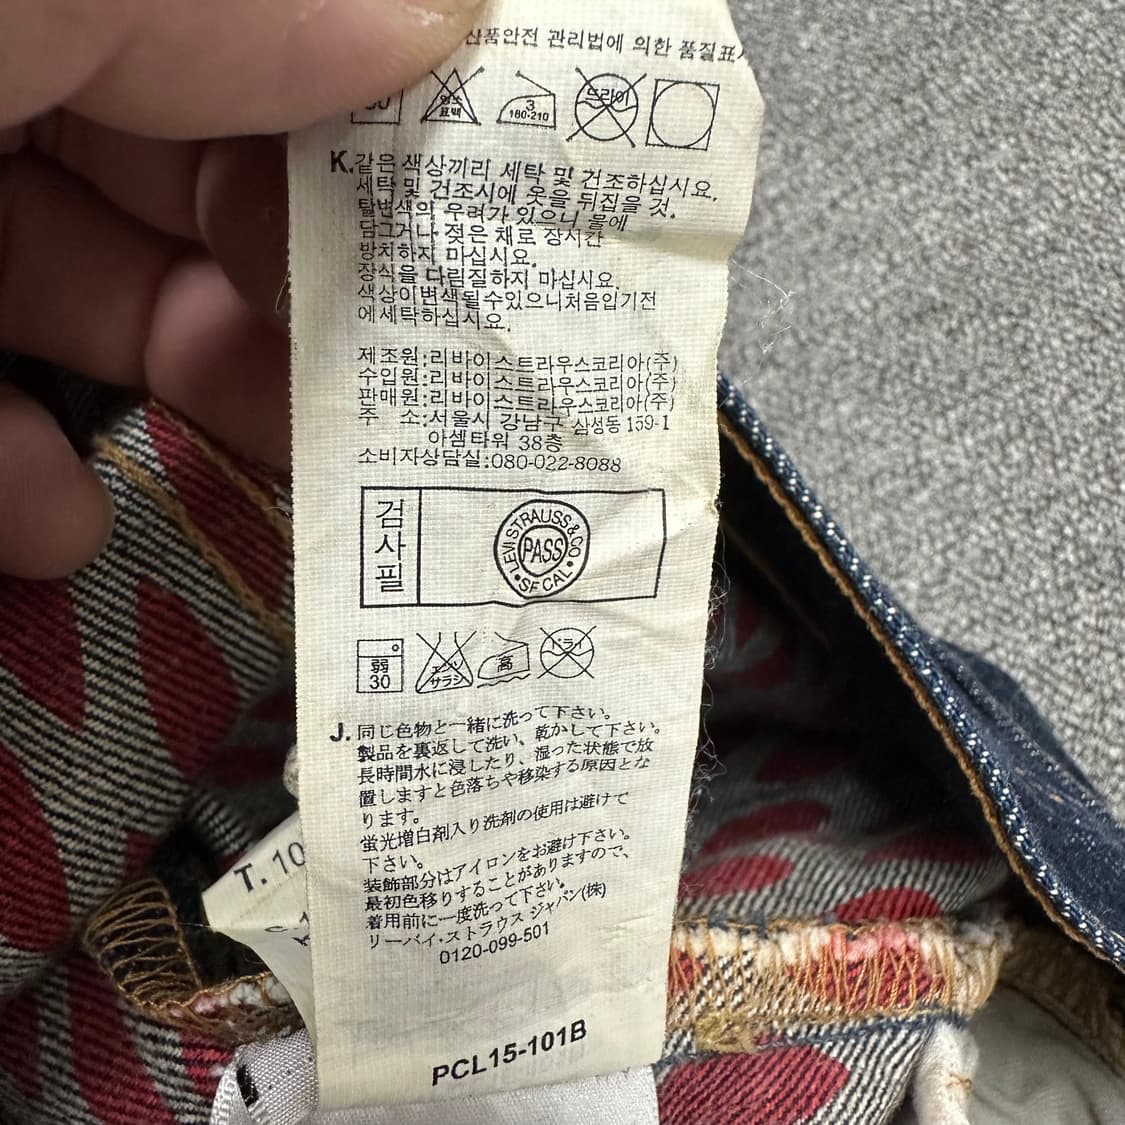 산품안전 관리법에 의한 품질표시
염소
표백
3
180-210
드라이
K.같은 색상끼리 세탁 및 건조하십시요.
세탁 및 건조시에 옷을 뒤집을 것.
탈변색의 우려가 있으니 물에
담그거나 젖은 채로 장시간
방치하지 마십시요.
장식을 다림질하지 마십시요.
색상이변색될수있으니처음입기전
에세탁하십시요.
제조원:리바이스트라우스코리아(주)
수입원:리바이스트라우스코리아(주)
판매원:리바이스트라우스코리아(주)
주 소:서울시 강남구 삼성동 159-1
아셈타워 38층
소비자상담실:080-022-8088
검사필
LEVI STRAUSS & CO
PASS
SF CAL
弱
30
エンソ
サラシ
高
ドライ
J. 同じ色物と一緒に洗って下さい。
製品を裏返して洗い、乾かして下さい。
長時間水に浸したり、湿った状態で放
置しますと色落ちや移染する原因とな
ります。
蛍光増白剤入り洗剤の使用は避けて
下さい。
装飾部分はアイロンをお避け下さい。
最初色移りすることがありますので、
着用前に一度洗って下さい。
リーバイ・ストラウス ジャパン(株)
0120-099-501
T. 10
PCL15-101B